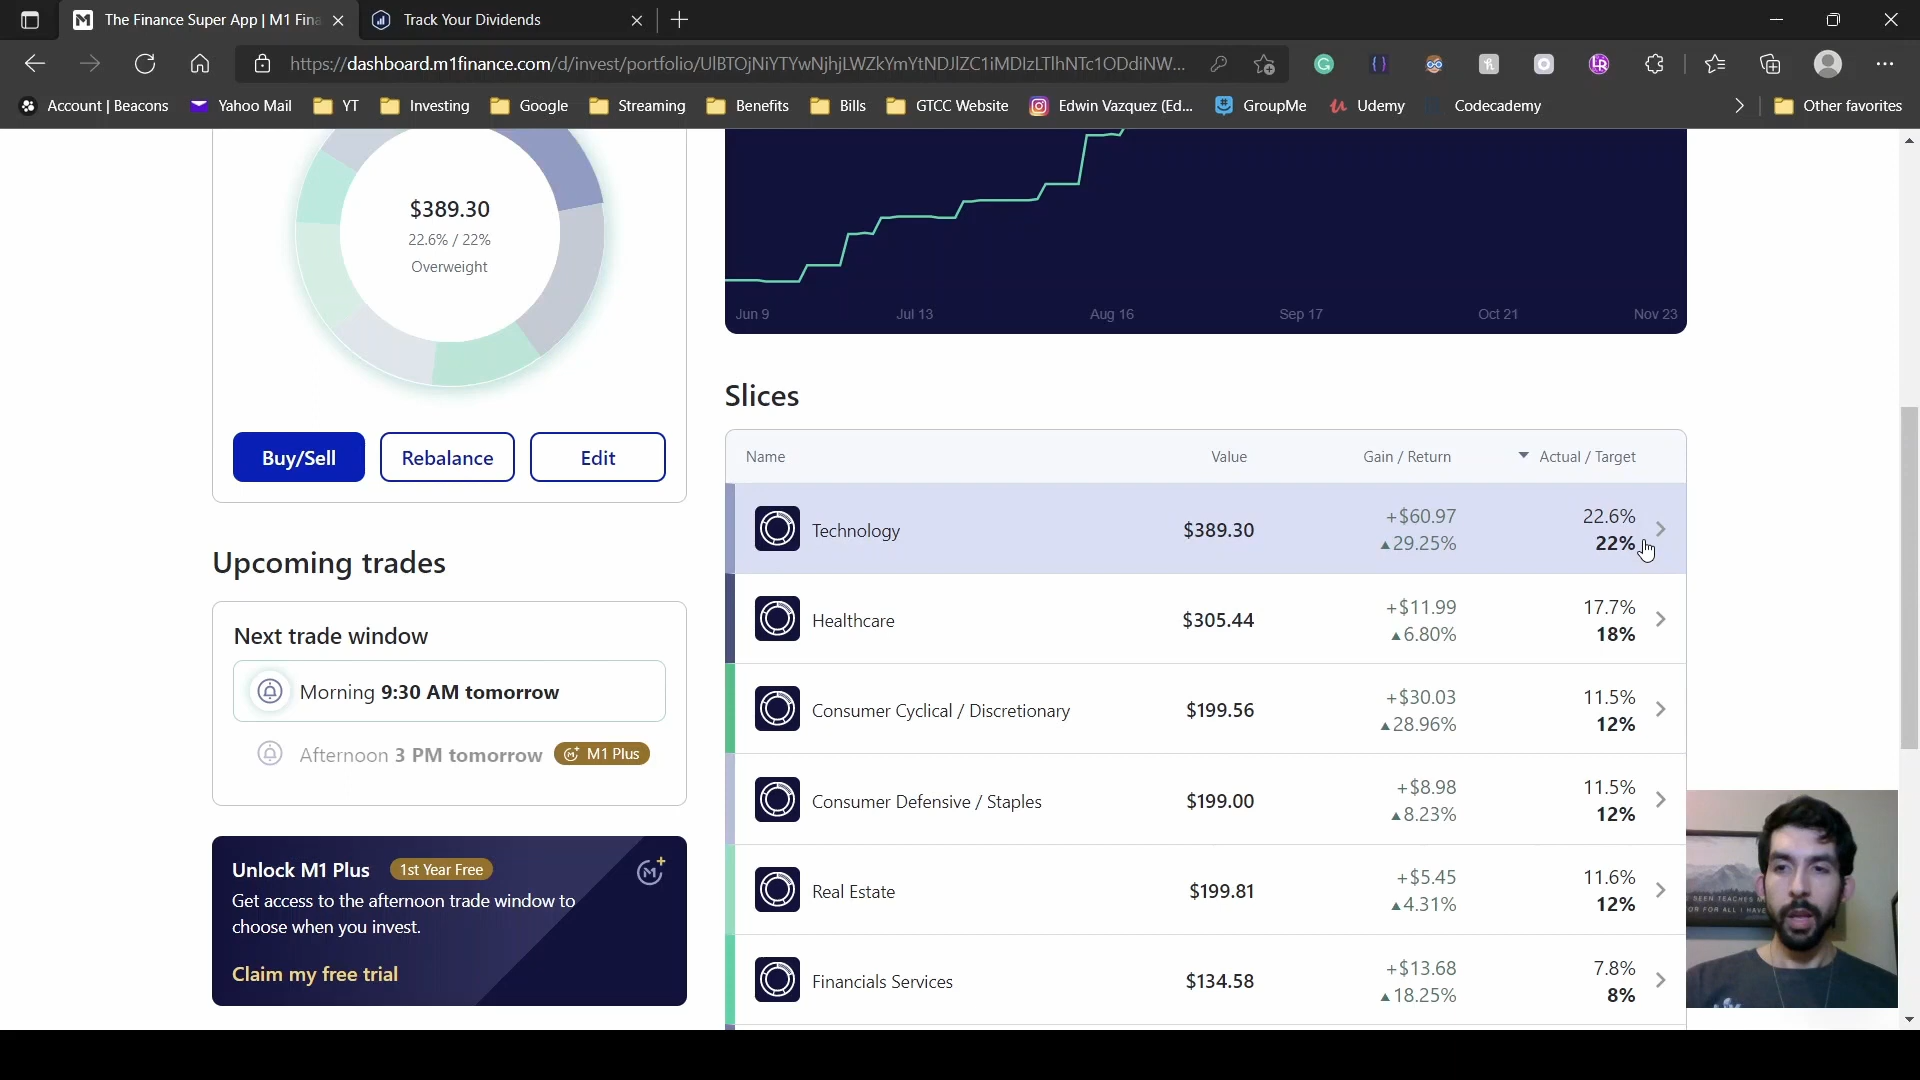 The Finance Super App | M1 Fina
Track Your Dividends
https://dashboard.m1finance.com/d/invest/portfolio/UlBTOjNiYTYwNjhjLWZkYmYtNDJlZC1iMDIzLTlhNTc1ODdiNW...
Account | Beacons
Yahoo Mail
YT
Investing
Google
Streaming
Benefits
Bills
GTCC Website
Edwin Vazquez (Ed...
GroupMe
Udemy
Codecademy
Other favorites
$389.30
22.6% / 22%
Overweight
Buy/Sell
Rebalance
Edit
Upcoming trades
Next trade window
Morning 9:30 AM tomorrow
Afternoon 3 PM tomorrow M1 Plus
Unlock M1 Plus 1st Year Free
Get access to the afternoon trade window to
choose when you invest.
Claim my free trial
Jun 9 Jul 13 Aug 16 Sep 17 Oct 21 Nov 23
Slices
Name Value Gain / Return Actual / Target
Technology $389.30 +$60.97 22.6%
29.25% 22%
Healthcare $305.44 +$11.99 17.7%
6.80% 18%
Consumer Cyclical / Discretionary $199.56 +$30.03 11.5%
28.96% 12%
Consumer Defensive / Staples $199.00 +$8.98 11.5%
8.23% 12%
Real Estate $199.81 +$5.45 11.6%
4.31% 12%
Financials Services $134.58 +$13.68 7.8%
18.25% 8%